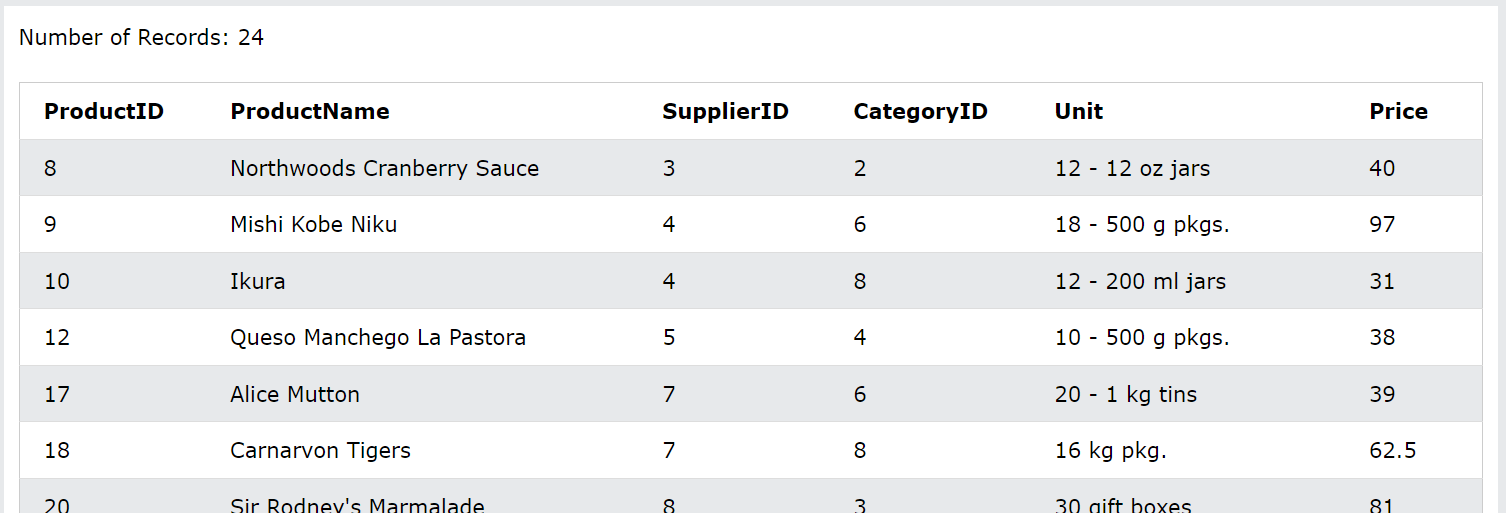 Number of Records: 24
ProductID ProductName SupplierID CategoryID Unit Price
8 Northwoods Cranberry Sauce 3 2 12 - 12 oz jars 40
9 Mishi Kobe Niku 4 6 18 - 500 g pkgs. 97
10 Ikura 4 8 12 - 200 ml jars 31
12 Queso Manchego La Pastora 5 4 10 - 500 g pkgs. 38
17 Alice Mutton 7 6 20 - 1 kg tins 39
18 Carnarvon Tigers 7 8 16 kg pkg. 62.5
20 Sir Rodney's Marmalade 8 3 30 gift boxes 81